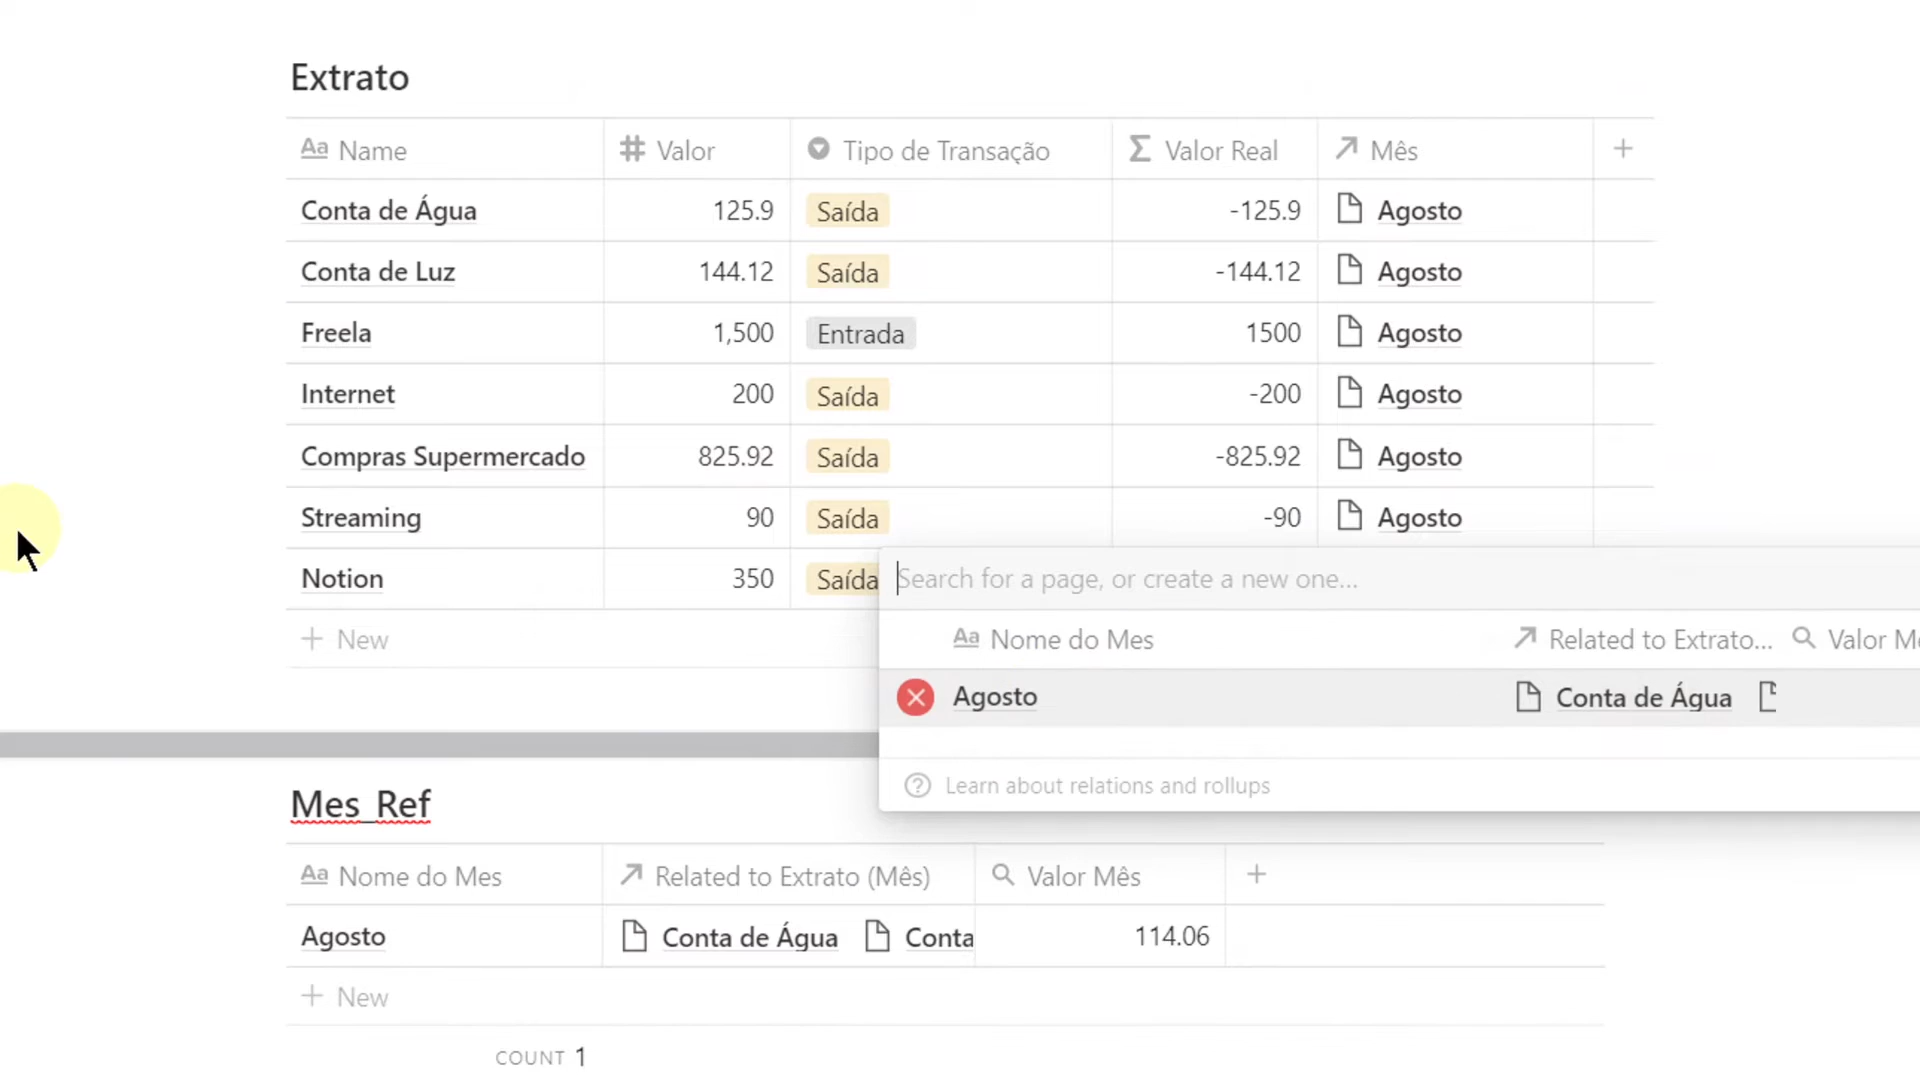 Extrato
Aa Name # Valor Tipo de Transação Σ Valor Real Mês +
Conta de Água 125.9 Saída -125.9 Agosto
Conta de Luz 144.12 Saída -144.12 Agosto
Freela 1,500 Entrada 1500 Agosto
Internet 200 Saída -200 Agosto
Compras Supermercado 825.92 Saída -825.92 Agosto
Streaming 90 Saída -90 Agosto
Notion 350 Saída
+ New
Search for a page, or create a new one...
Aa Nome do Mes Related to Extrato... Valor Mê
Agosto Conta de Água
Learn about relations and rollups
Mes_Ref
Aa Nome do Mes Related to Extrato (Mês) Valor Mês +
Agosto Conta de Água Conta 114.06
+ New
COUNT 1